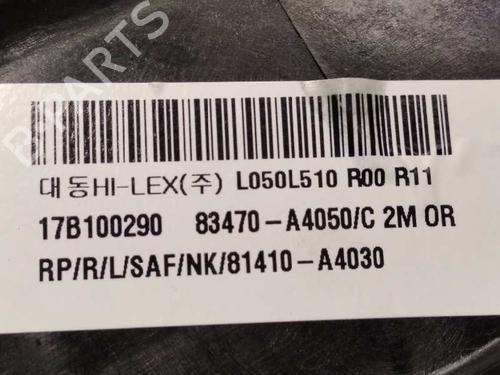 대동HI-LEX(주) L050L510 R00 R11
17B100290 83470-A4050/C 2M OR
RP/R/L/SAF/NK/81410-A4030
B-PARTS